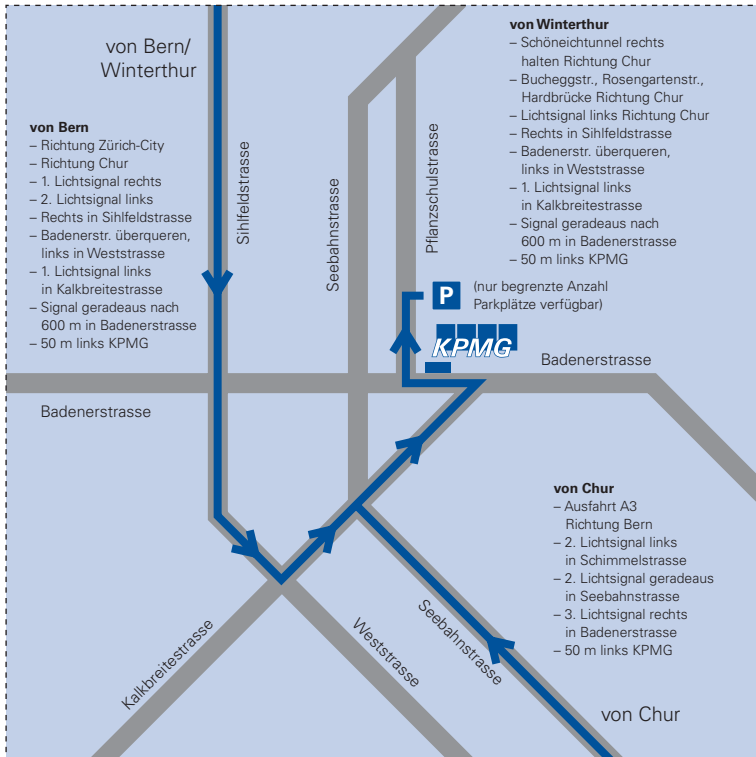 von Bern/
Winterthur
von Bern
– Richtung Zürich-City
– Richtung Chur
– 1. Lichtsignal rechts
– 2. Lichtsignal links
– Rechts in Sihlfeldstrasse
– Badenerstr. überqueren,
links in Weststrasse
– 1. Lichtsignal links
in Kalkbreitestrasse
– Signal geradeaus nach
600 m in Badenerstrasse
– 50 m links KPMG
Sihlfeldstrasse
Seebahnstrasse
Pflanzschulstrasse
von Winterthur
– Schöneichtunnel rechts
halten Richtung Chur
– Bucheggstr., Rosengartenstr.,
Hardbrücke Richtung Chur
– Lichtsignal links Richtung Chur
– Rechts in Sihlfeldstrasse
– Badenerstr. überqueren,
links in Weststrasse
– 1. Lichtsignal links
in Kalkbreitestrasse
– Signal geradeaus nach
600 m in Badenerstrasse
– 50 m links KPMG
P
(nur begrenzte Anzahl
Parkplätze verfügbar)
KPMG
Badenerstrasse
Badenerstrasse
von Chur
– Ausfahrt A3
Richtung Bern
– 2. Lichtsignal links
in Schimmelstrasse
– 2. Lichtsignal geradeaus
in Seebahnstrasse
– 3. Lichtsignal rechts
in Badenerstrasse
– 50 m links KPMG
Kalkbreitestrasse
Weststrasse
Seebahnstrasse
von Chur